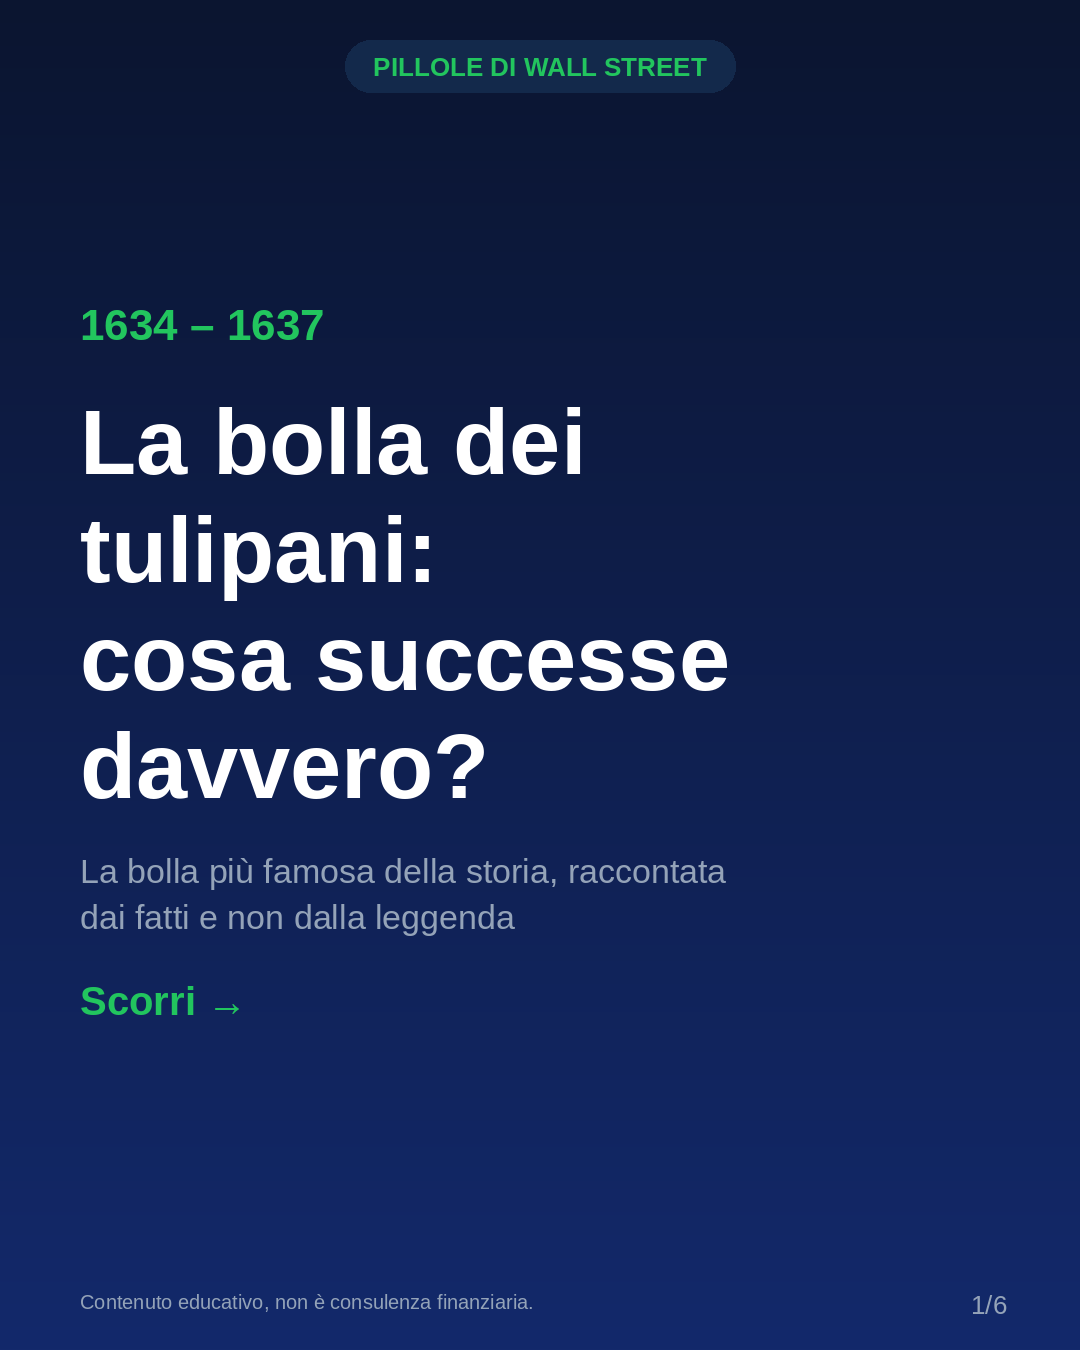 PILLOLE DI WALL STREET
1634 – 1637
La bolla dei
tulipani:
cosa successe
davvero?
La bolla più famosa della storia, raccontata
dai fatti e non dalla leggenda
Scorri →
Contenuto educativo, non è consulenza finanziaria.
1/6